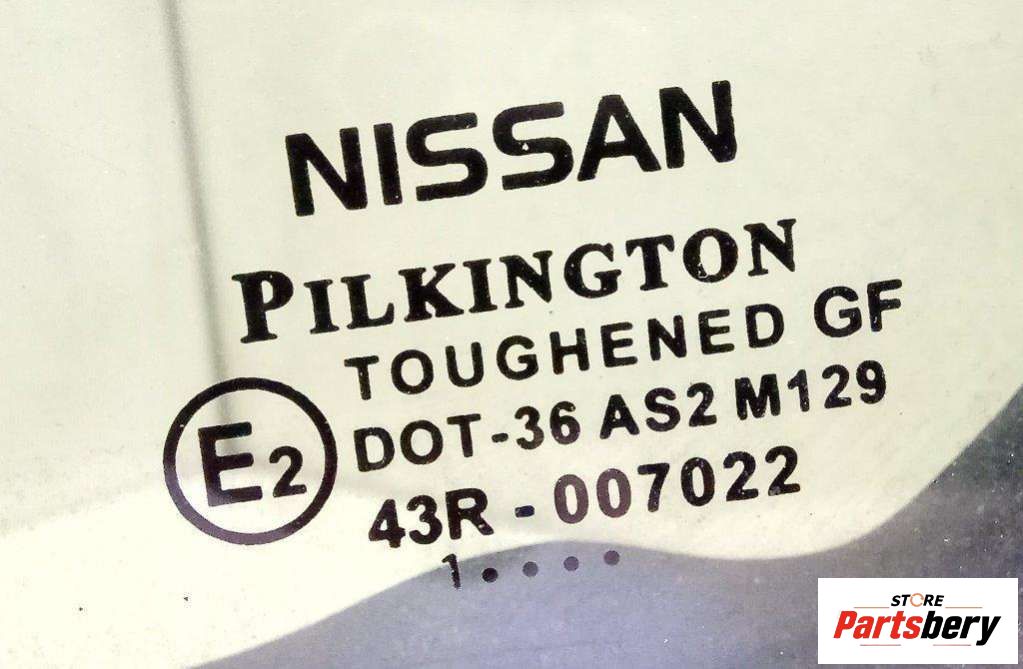 NISSAN
PILKINGTON
TOUGHENED GF
E2
DOT-36 AS2 M129
43R - 007022
1 • • • •
STORE
Partsbery